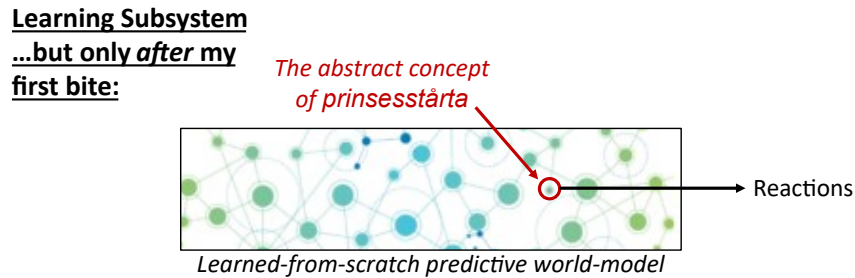 Learning Subsystem
…but only after my
first bite:
The abstract concept
of prinsesstårta
Reactions
Learned-from-scratch predictive world-model